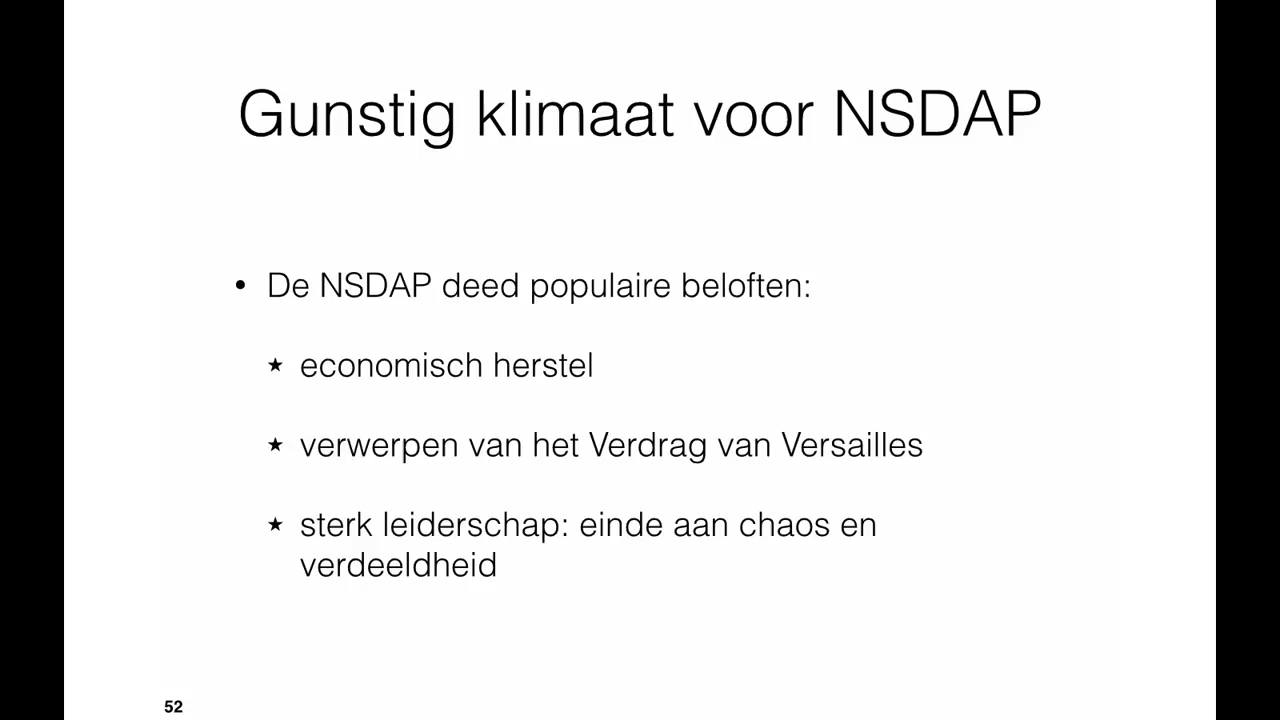 Gunstig klimaat voor NSDAP
• De NSDAP deed populaire beloften:
★ economisch herstel
★ verwerpen van het Verdrag van Versailles
★ sterk leiderschap: einde aan chaos en
verdeeldheid
52